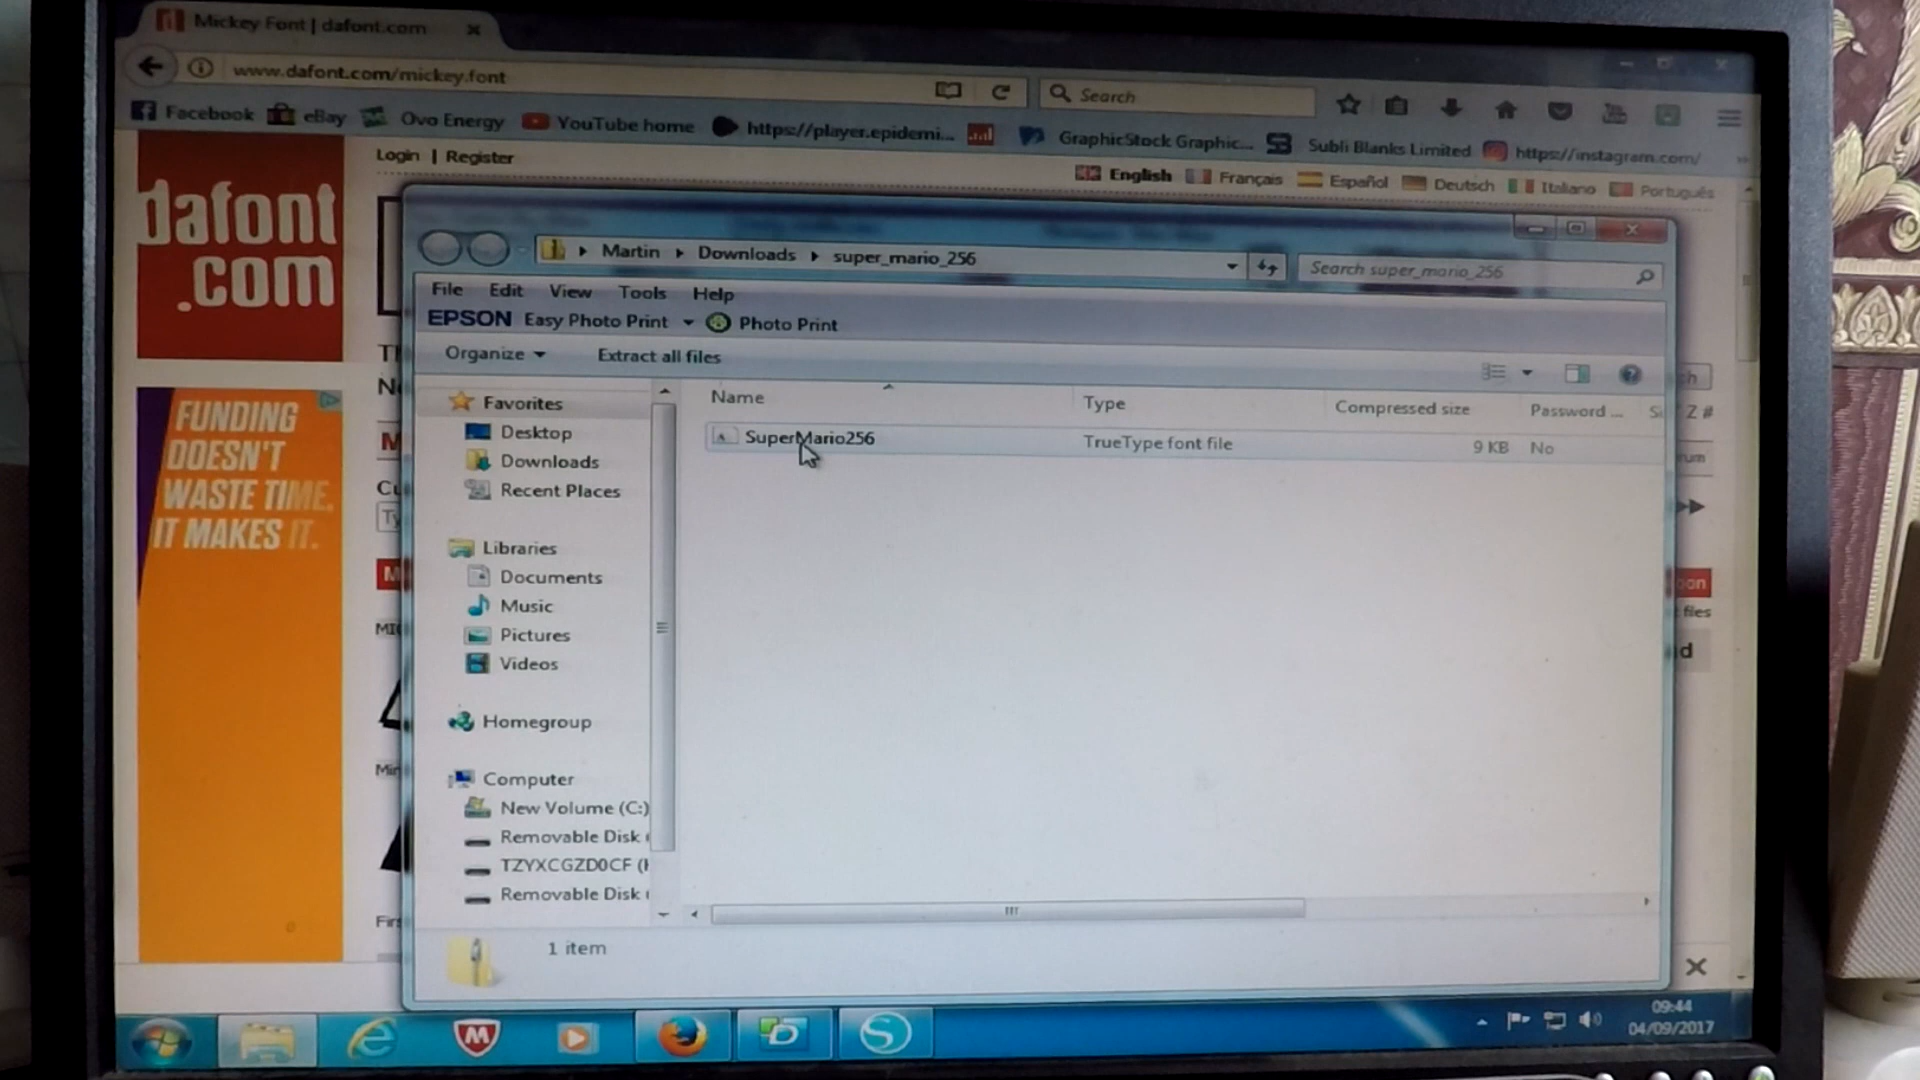 Mickey Font | dafont.com
www.dafont.com/mickey.font
Search
Facebook eBay Ovo Energy YouTube home https://player.epidemi... GraphicStock Graphic... Subli Blanks Limited https://instagram.com/
Login | Register
English Français Español Deutsch Italiano Português
dafont
.com
Martin Downloads super_mario_256
Search super_mario_256
File Edit View Tools Help
EPSON Easy Photo Print Photo Print
Organize Extract all files
Name Type Compressed size Password ...
Z #
SuperMario256 TrueType font file 9 KB No
Favorites
Desktop
Downloads
Recent Places
Libraries
Documents
Music
Pictures
Videos
Homegroup
Computer
New Volume (C:)
Removable Disk
TZYXCGZD0CF
Removable Disk
1 item
FUNDING
DOESN'T
WASTE TIME,
IT MAKES IT.
files
09:44
04/09/2017